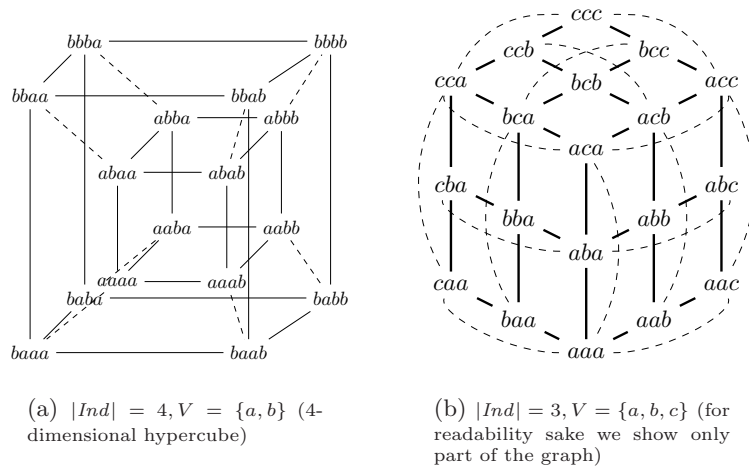 bbba bbbb
bbaa bbab
abba abbb
abaa abab
aaba aabb
aaaa aaab
baba babb
baaa baab
(a) |Ind| = 4, V = {a, b} (4-
dimensional hypercube)
ccc
ccb bcc
cca bcb acc
bca acb
aca
cba abc
bba abb
aba
caa aac
baa aab
aaa
(b) |Ind| = 3, V = {a, b, c} (for
readability sake we show only
part of the graph)